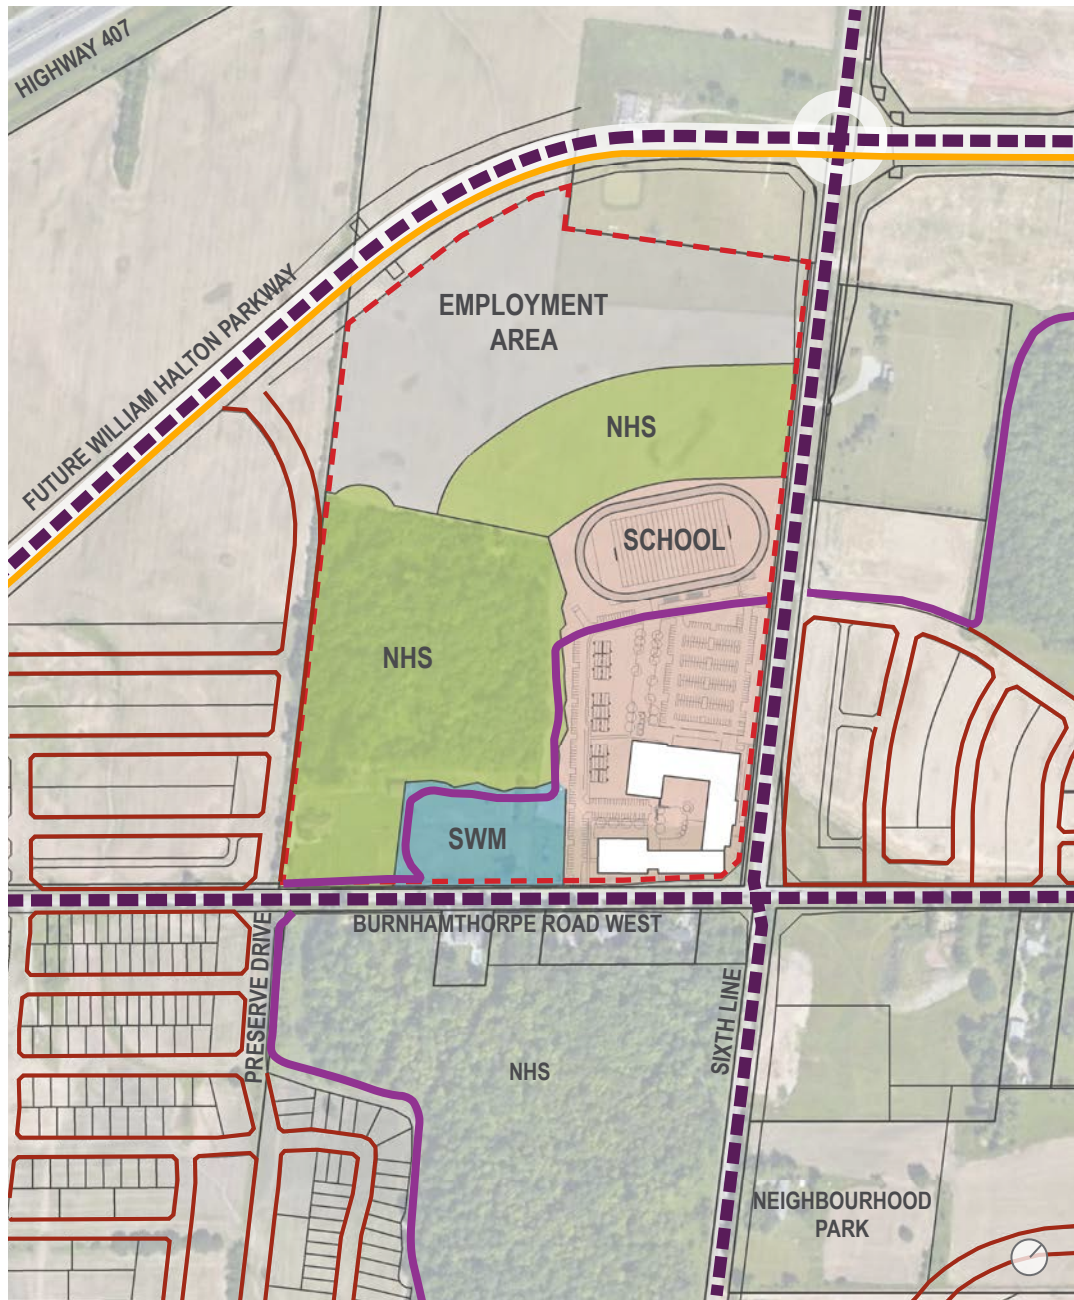 HIGHWAY 407
FUTURE WILLIAM HALTON PARKWAY
EMPLOYMENT
AREA
NHS
SCHOOL
NHS
SWM
BURNHAMTHORPE ROAD WEST
PRESERVE DRIVE
SIXTH LINE
NHS
NEIGHBOURHOOD
PARK